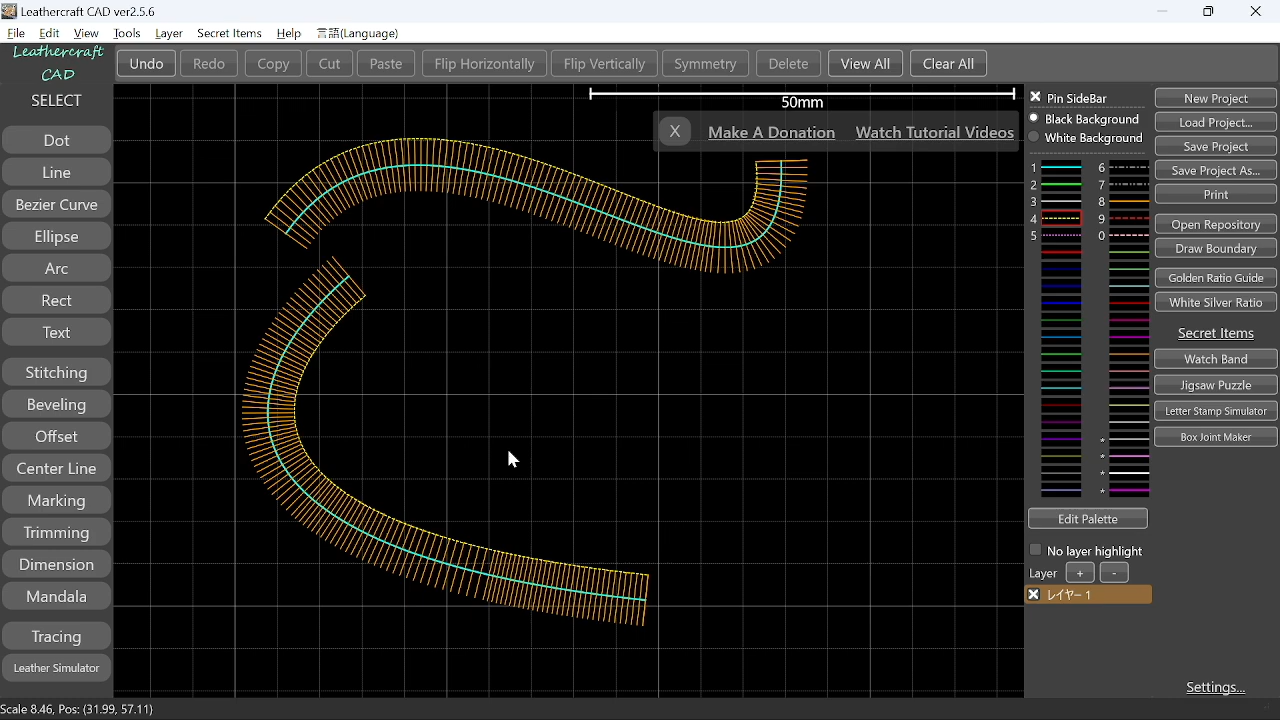 Leathercraft CAD ver2.5.6
File Edit View Tools Layer Secret Items Help 言語(Language)
Leathercraft
CAD
Undo Redo Copy Cut Paste Flip Horizontally Flip Vertically Symmetry Delete View All Clear All
SELECT
Dot
Line
Bezier Curve
Ellipse
Arc
Rect
Text
Stitching
Beveling
Offset
Center Line
Marking
Trimming
Dimension
Mandala
Tracing
Leather Simulator
50mm
X Make A Donation Watch Tutorial Videos
Pin SideBar
Black Background
White Background
1 6
2 7
3 8
4 9
5 0
*
*
*
*
Edit Palette
No layer highlight
Layer + -
レイヤー 1
New Project
Load Project...
Save Project
Save Project As...
Print
Open Repository
Draw Boundary
Golden Ratio Guide
White Silver Ratio
Secret Items
Watch Band
Jigsaw Puzzle
Letter Stamp Simulator
Box Joint Maker
Settings...
Scale 8.46, Pos: (31.99, 57.11)